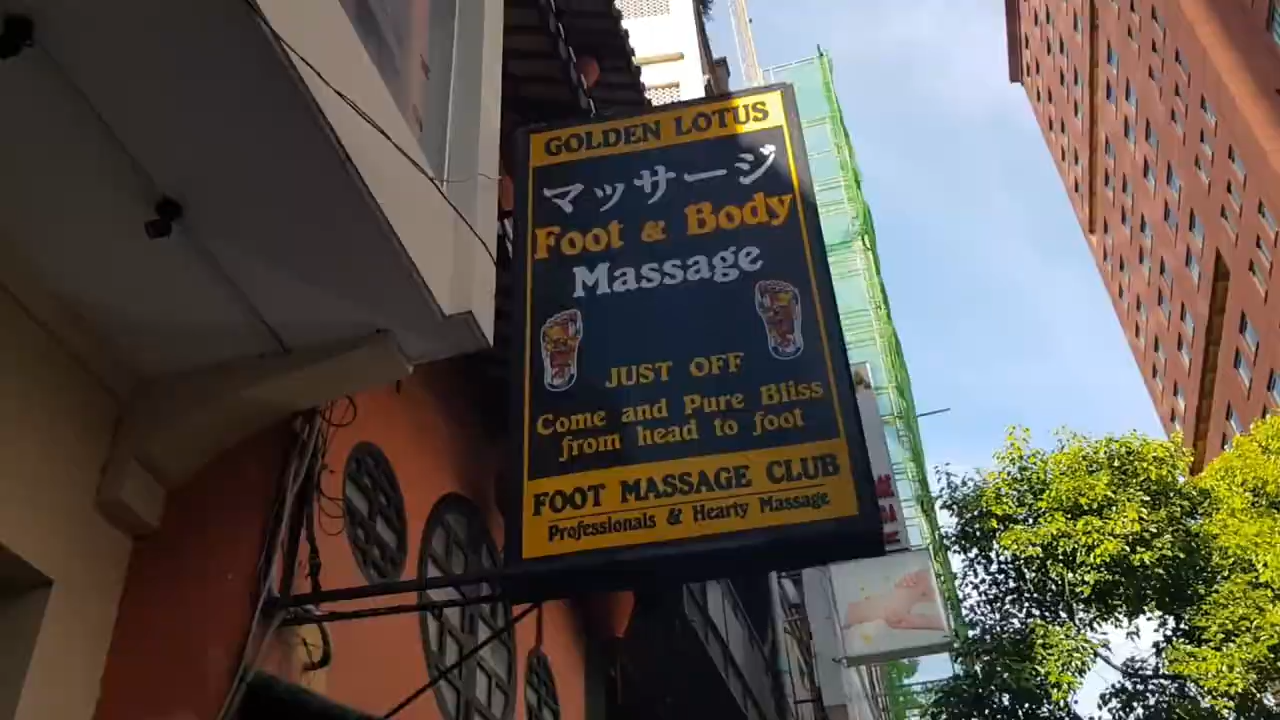 GOLDEN LOTUS
マッサージ
Foot & Body
Massage
JUST OFF
Come and Pure Bliss
from head to foot
FOOT MASSAGE CLUB
Professionals & Hearty Massage